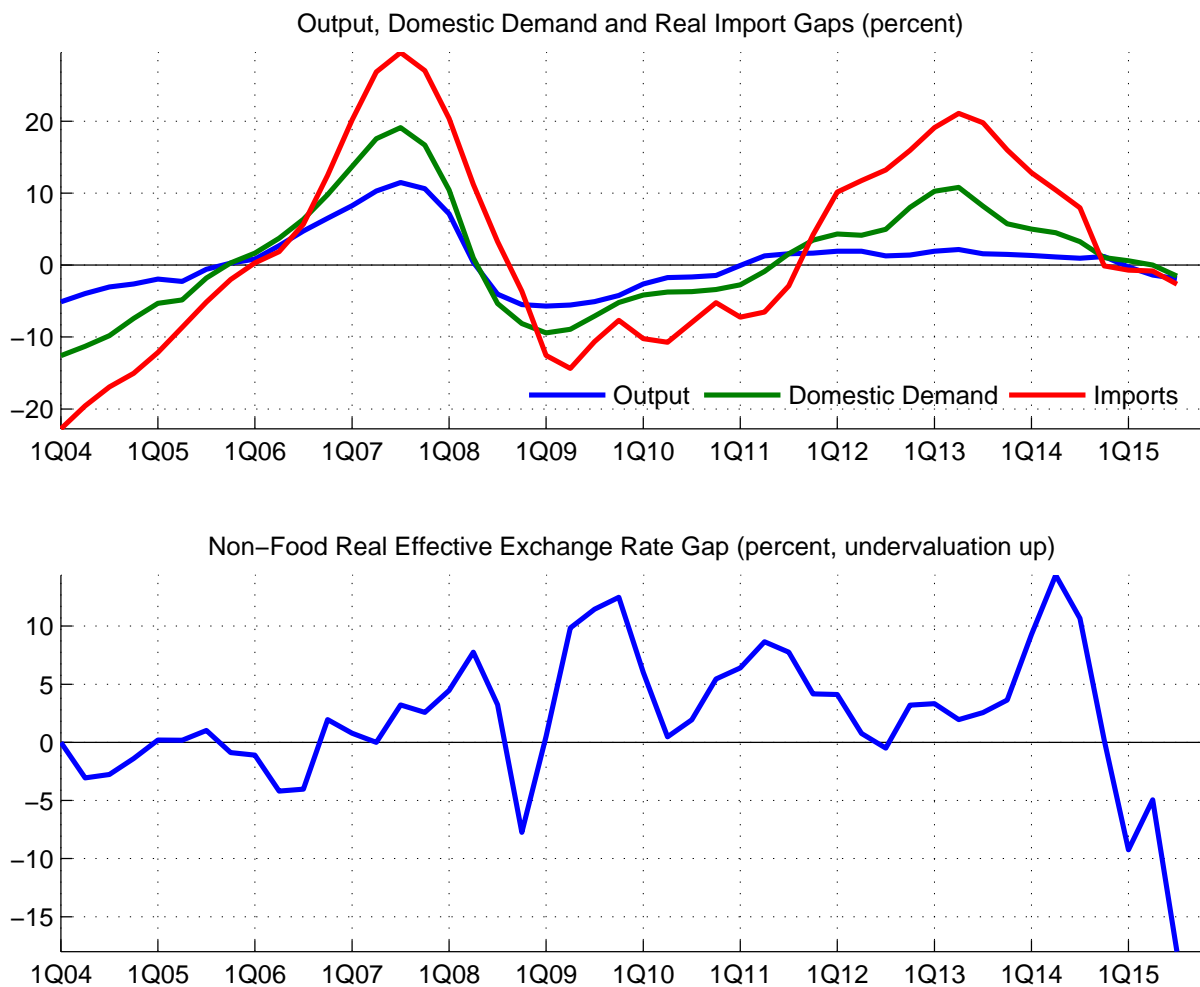 Output, Domestic Demand and Real Import Gaps (percent)
20
10
0
−10
−20
Output Domestic Demand Imports
1Q04 1Q05 1Q06 1Q07 1Q08 1Q09 1Q10 1Q11 1Q12 1Q13 1Q14 1Q15
Non−Food Real Effective Exchange Rate Gap (percent, undervaluation up)
10
5
0
−5
−10
−15
1Q04 1Q05 1Q06 1Q07 1Q08 1Q09 1Q10 1Q11 1Q12 1Q13 1Q14 1Q15